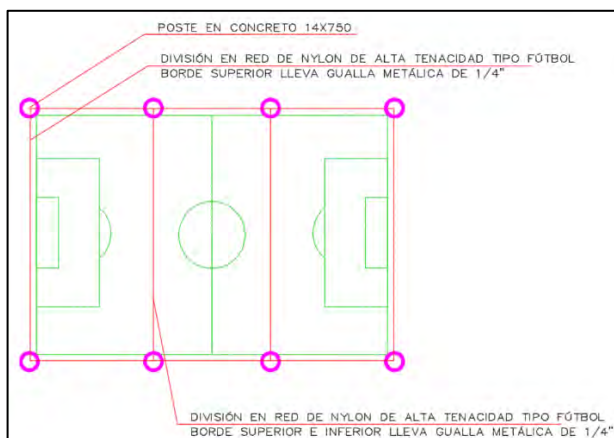 POSTE EN CONCRETO 14X750
DIVISIÓN EN RED DE NYLON DE ALTA TENACIDAD TIPO FÚTBOL
BORDE SUPERIOR LLEVA GUALLA METÁLICA DE 1/4"
DIVISIÓN EN RED DE NYLON DE ALTA TENACIDAD TIPO FÚTBOL
BORDE SUPERIOR E INFERIOR LLEVA GUALLA METÁLICA DE 1/4"